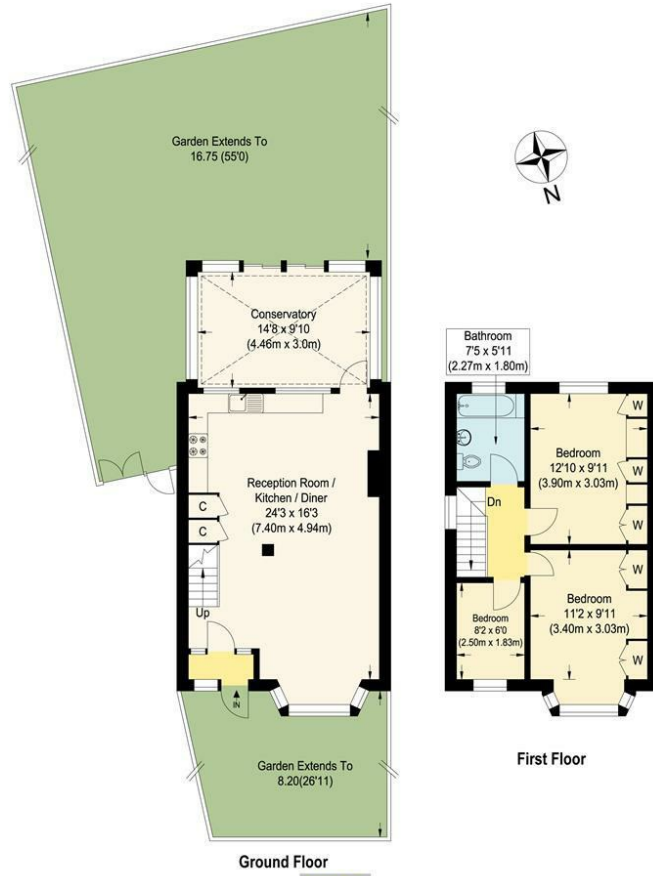 Garden Extends To
16.75 (55'0)
N
Conservatory
14'8 x 9'10
(4.46m x 3.0m)
Bathroom
7'5 x 5'11
(2.27m x 1.80m)
Reception Room /
Kitchen / Diner
24'3 x 16'3
(7.40m x 4.94m)
C
C
Up
IN
Garden Extends To
8.20(26'11)
Ground Floor
W
Bedroom
12'10 x 9'11
(3.90m x 3.03m)
W
Dn
W
W
Bedroom
11'2 x 9'11
(3.40m x 3.03m)
Bedroom
8'2 x 6'0
(2.50m x 1.83m)
W
First Floor